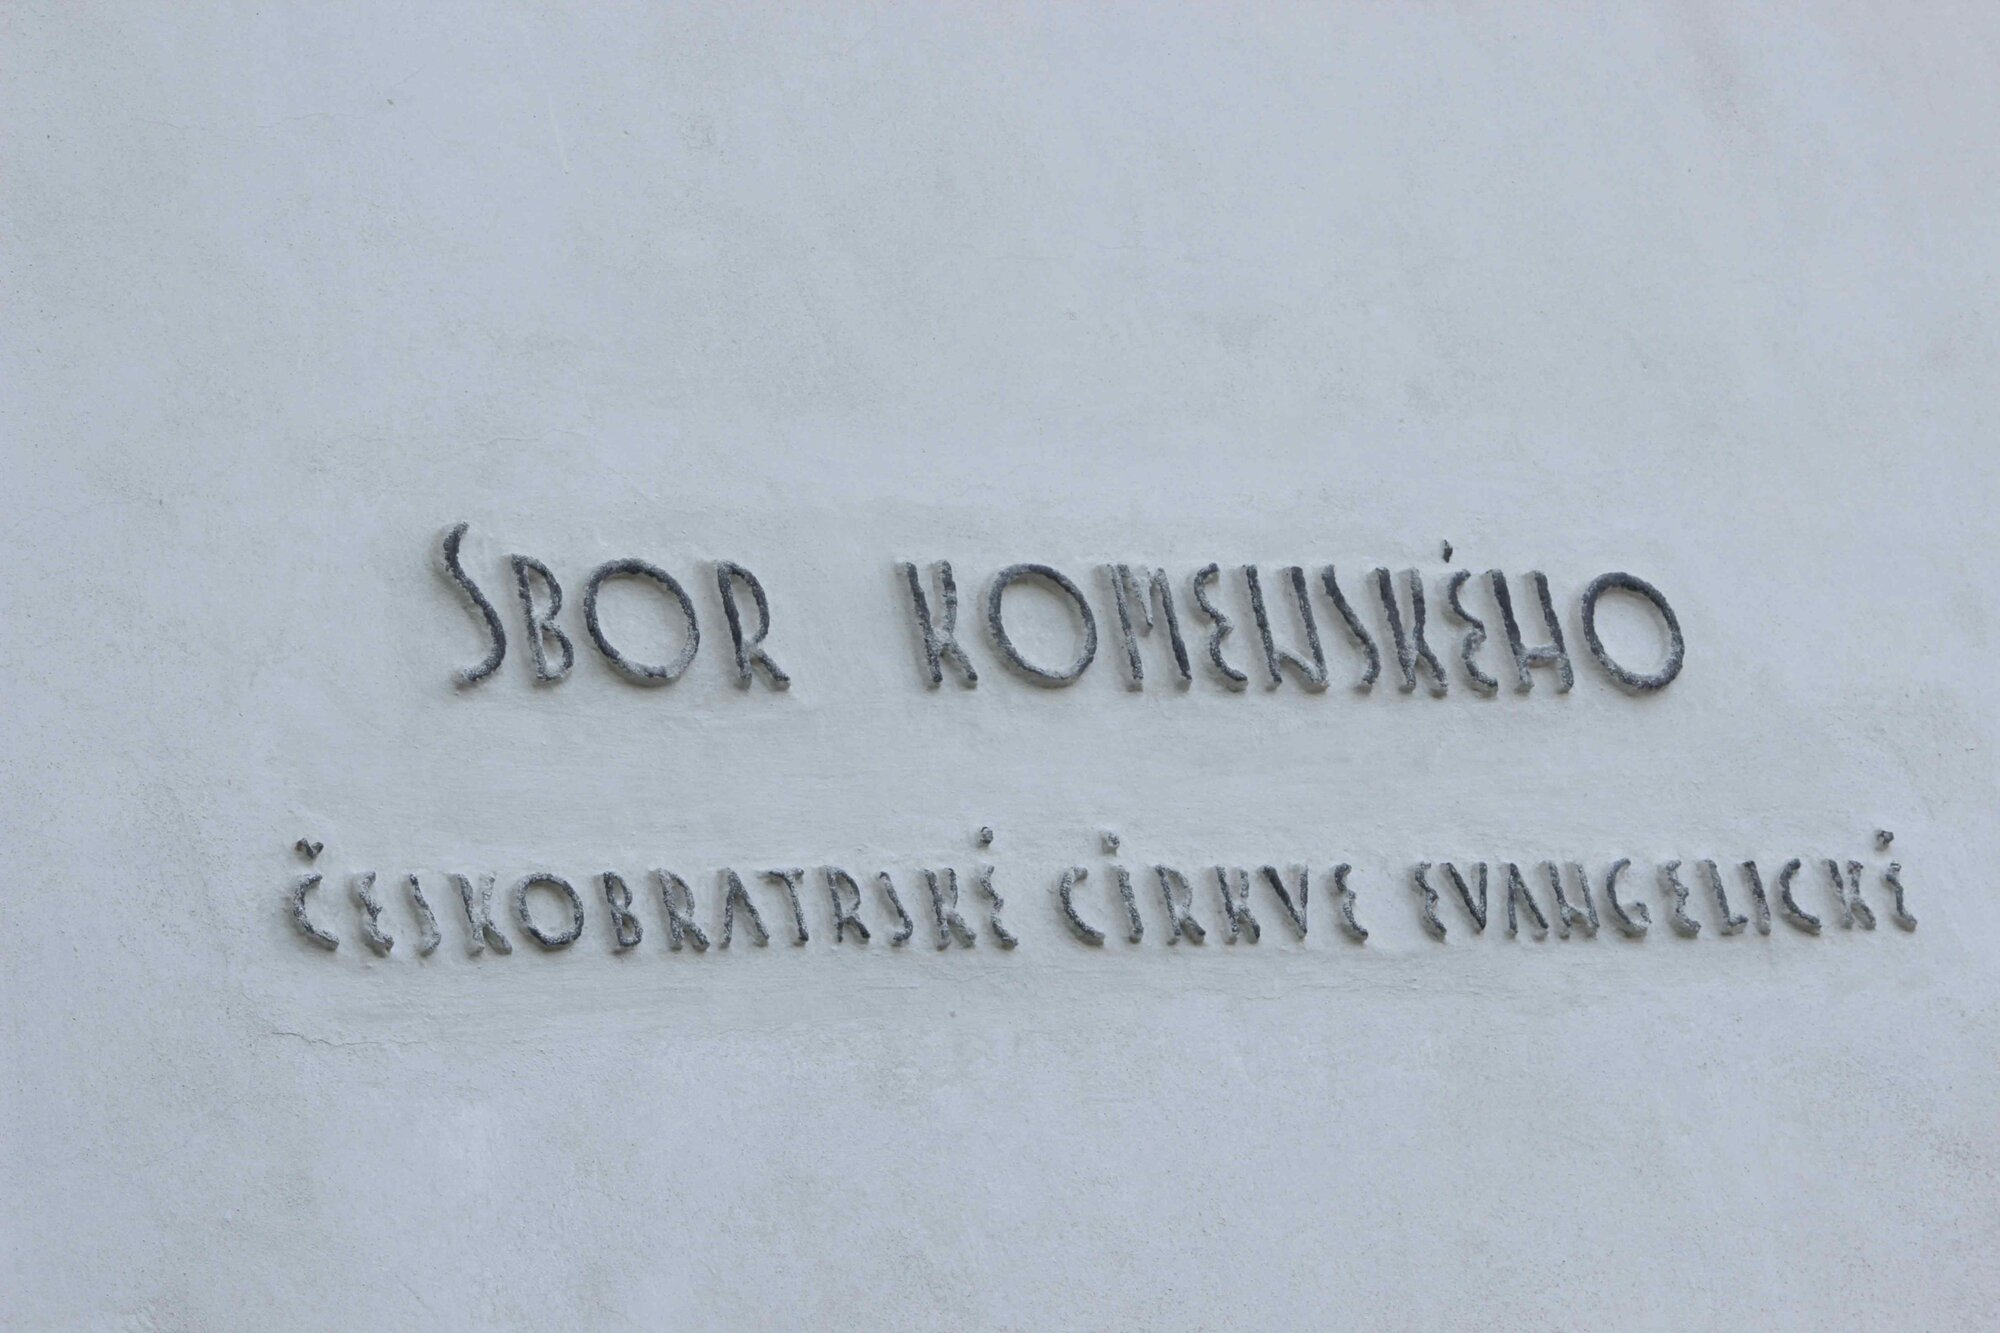 SBOR KOMENSKÉHO
ČESKOBRATRSKÉ CÍRKVE EVANGELICKÉ